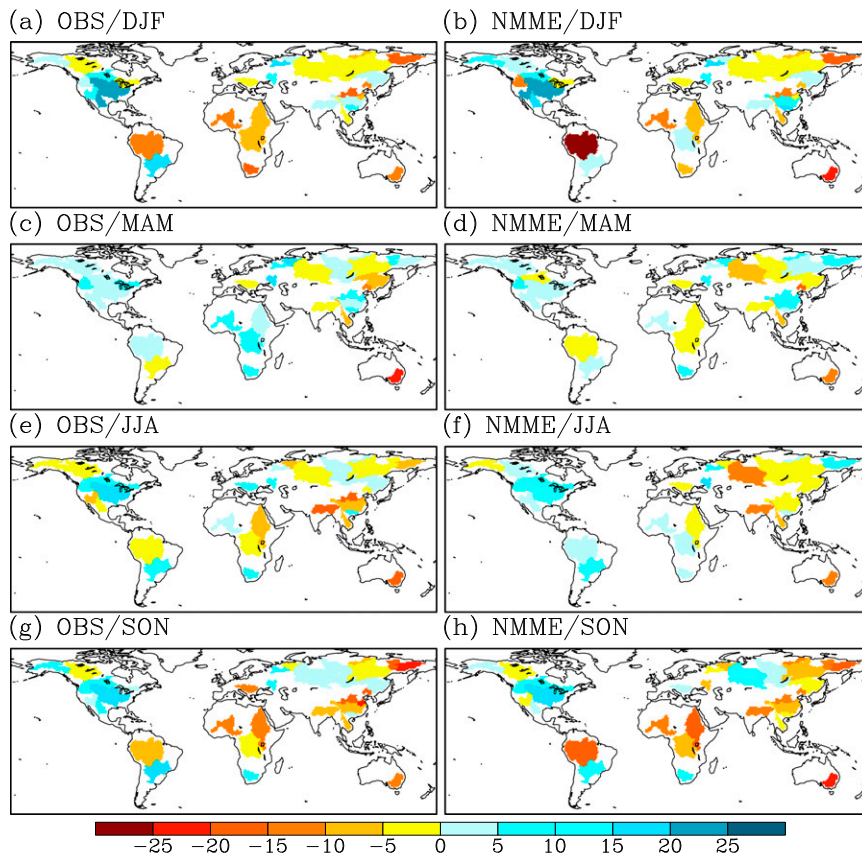 (a) OBS/DJF (b) NMME/DJF
(c) OBS/MAM (d) NMME/MAM
(e) OBS/JJA (f) NMME/JJA
(g) OBS/SON (h) NMME/SON
−25 −20 −15 −10 −5 0 5 10 15 20 25